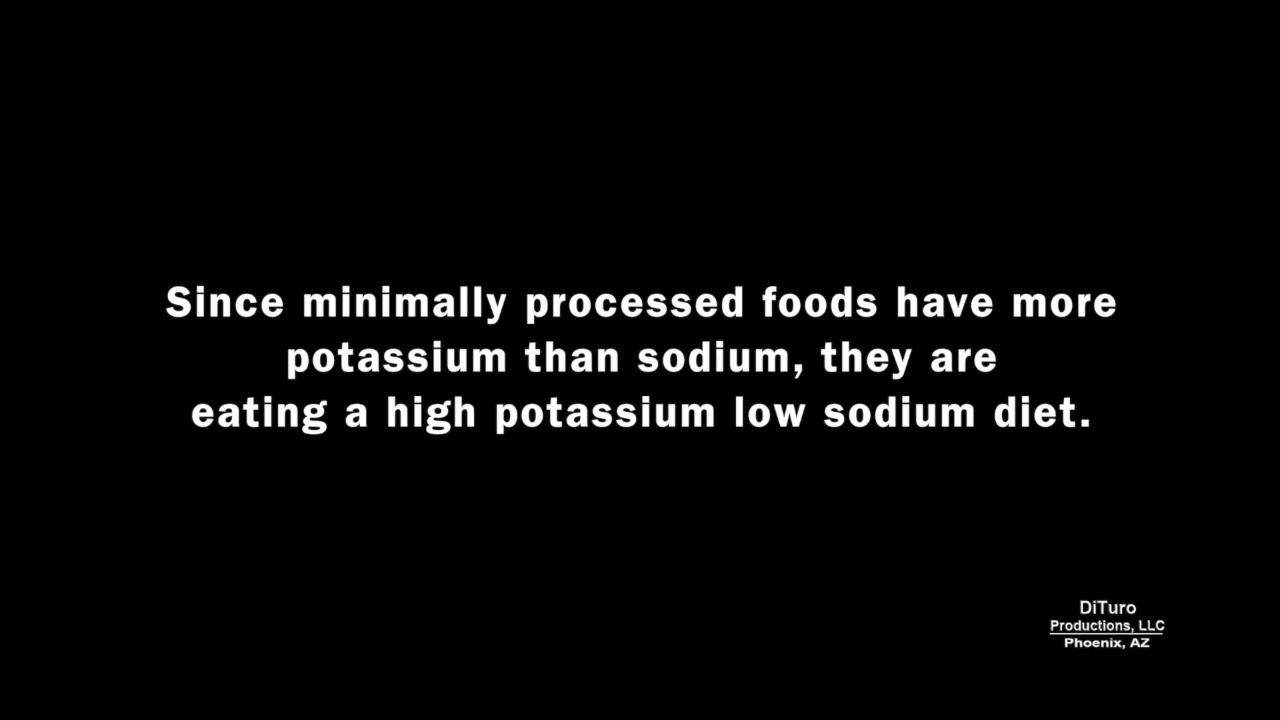 Since minimally processed foods have more
potassium than sodium, they are
eating a high potassium low sodium diet.
DiTuro
Productions, LLC
Phoenix, AZ